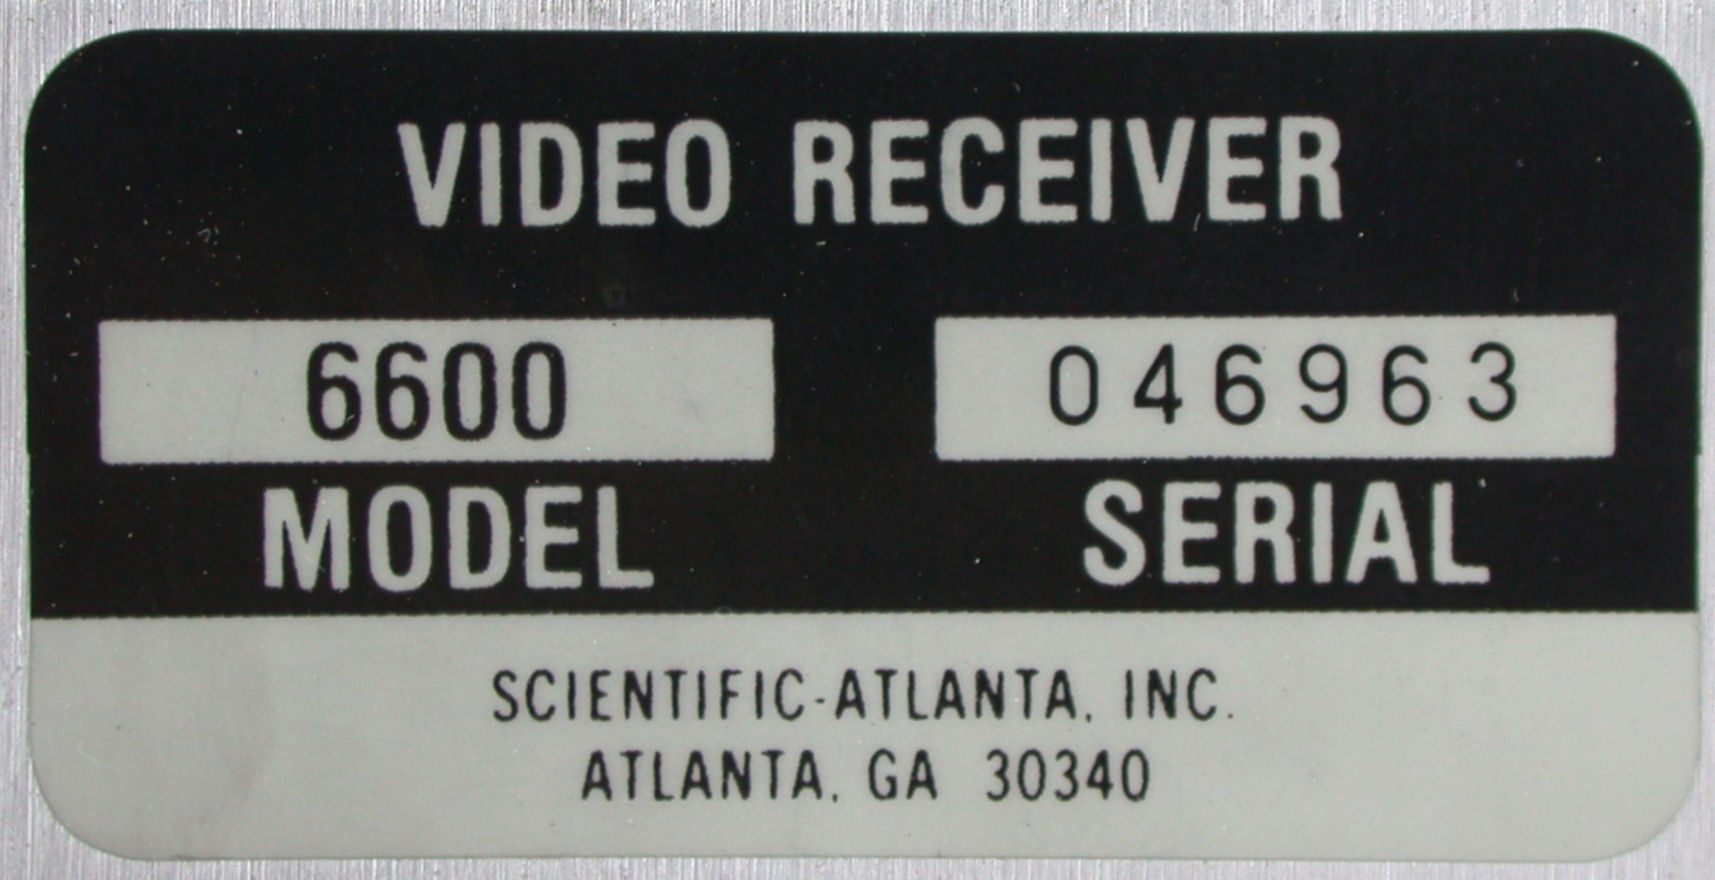 VIDEO RECEIVER
6600 046963
MODEL SERIAL
SCIENTIFIC-ATLANTA, INC.
ATLANTA, GA 30340